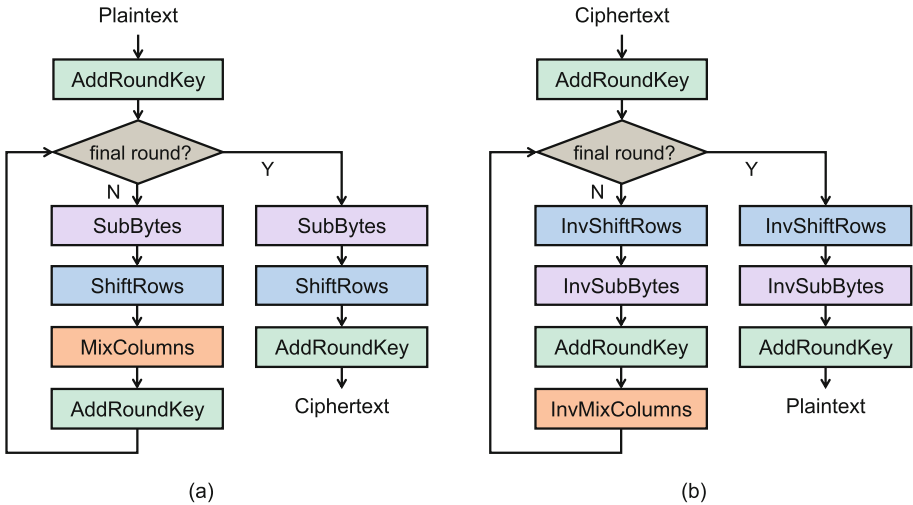 Plaintext
AddRoundKey
final round?
Y
N
SubBytes
ShiftRows
MixColumns
AddRoundKey
SubBytes
ShiftRows
AddRoundKey
Ciphertext
(a)
Ciphertext
AddRoundKey
final round?
Y
N
InvShiftRows
InvSubBytes
AddRoundKey
InvMixColumns
InvShiftRows
InvSubBytes
AddRoundKey
Plaintext
(b)